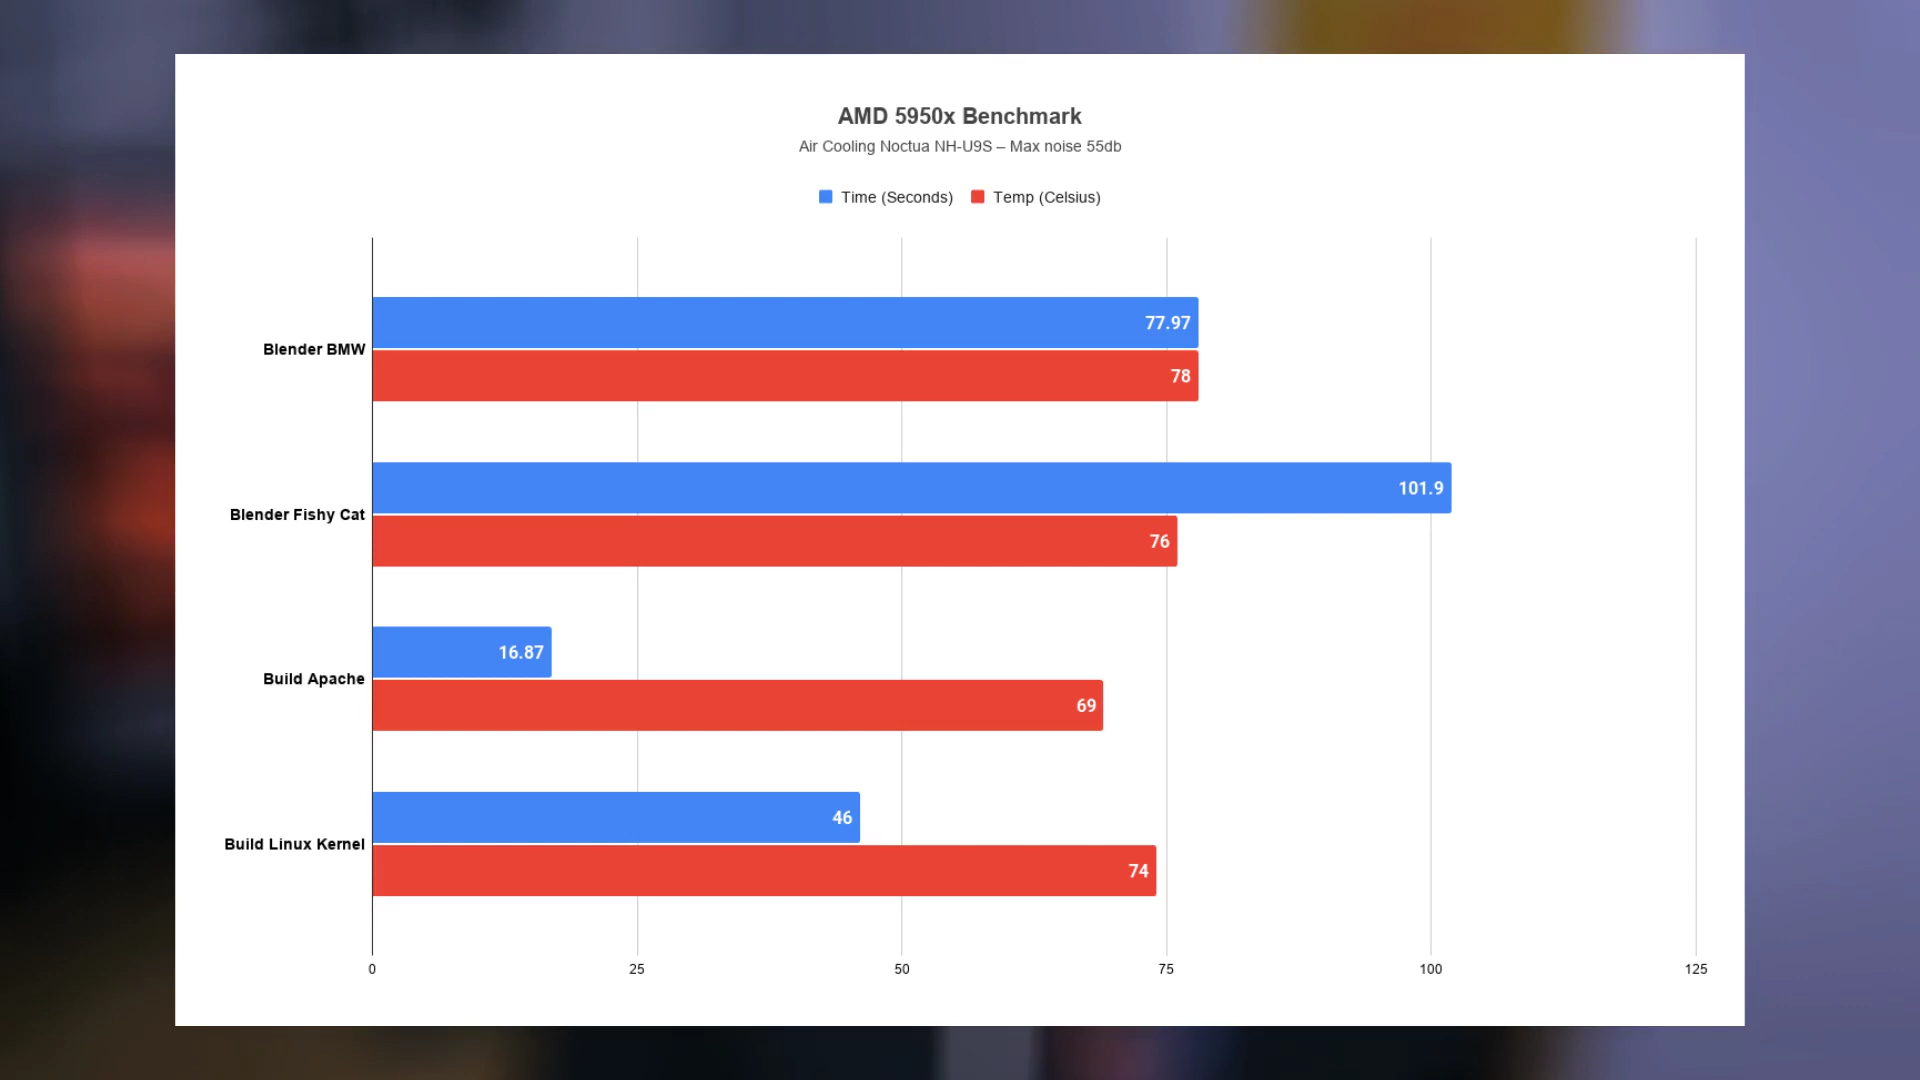 AMD 5950x Benchmark
Air Cooling Noctua NH-U9S – Max noise 55db
Time (Seconds) Temp (Celsius)
Blender BMW
77.97
78
Blender Fishy Cat
101.9
76
Build Apache
16.87
69
Build Linux Kernel
46
74
0 25 50 75 100 125